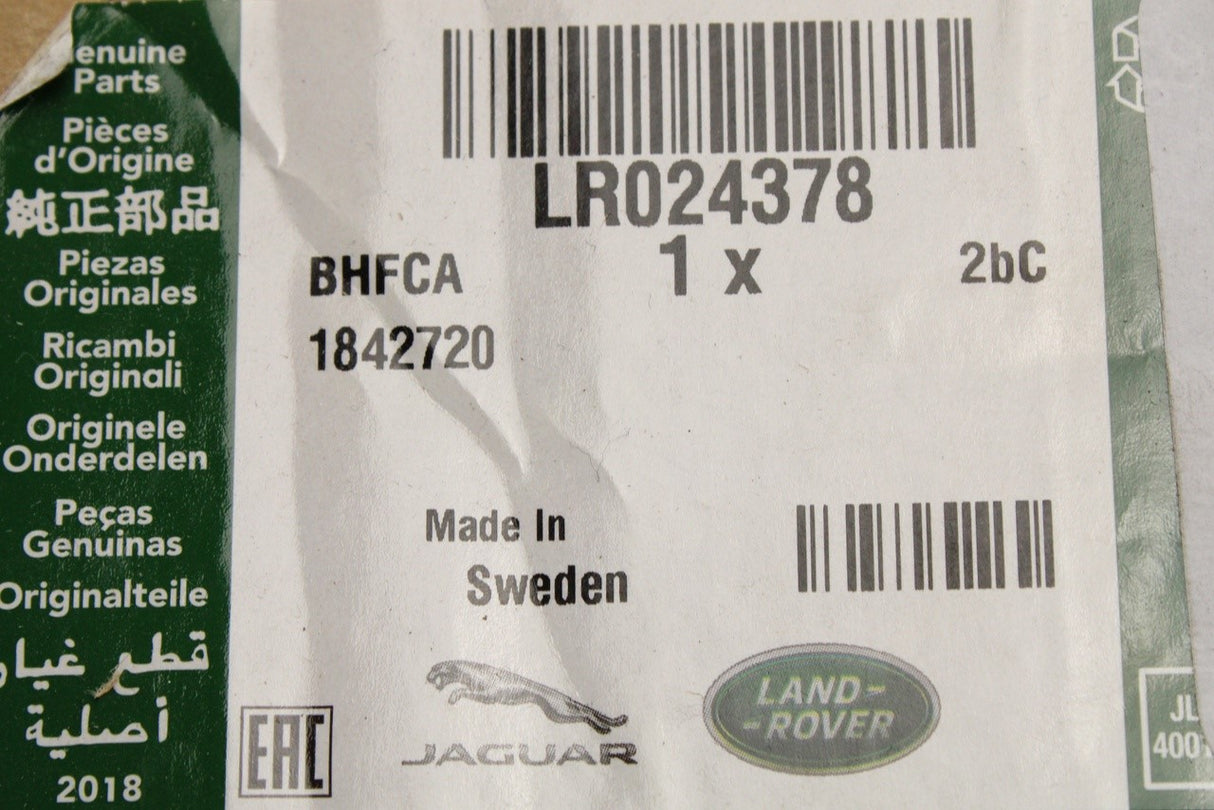 enuine
Parts
Pièces
d'Origine
純正部品
Piezas
Originales
Ricambi
Originali
Originele
Onderdelen
Peças
Genuinas
Originalteile
قطع غيار
أصلية
2018
LR024378
1 x
BHFCA
2bC
1842720
Made In
Sweden
EAC
JAGUAR
LAND-
-ROVER
JL
400